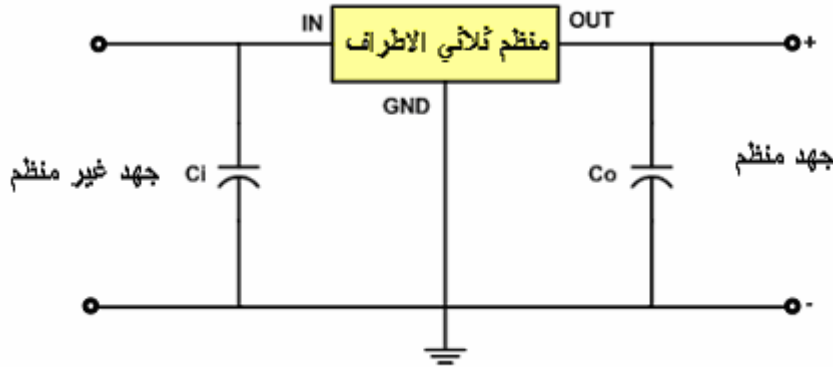 IN
منظم ثلاثي الاطراف
OUT
+
GND
جهد غير منظم
Ci
Co
جهد منظم
-